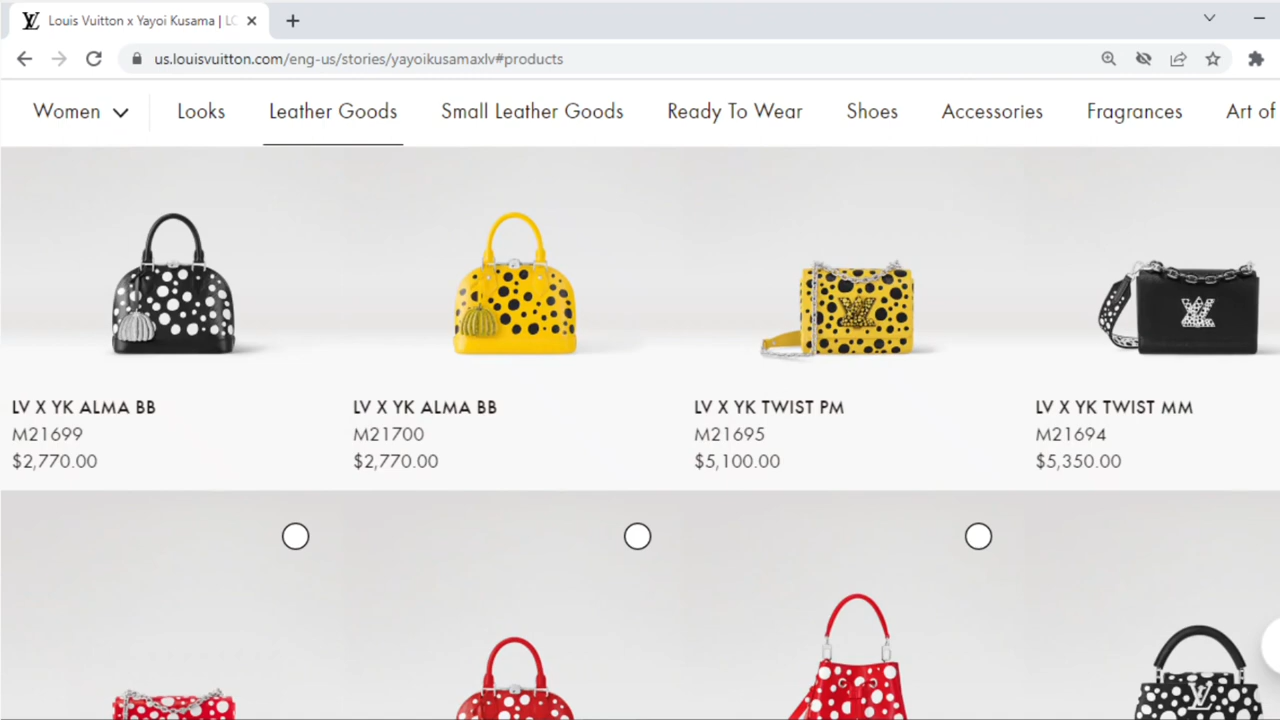 Louis Vuitton x Yayoi Kusama | LO
us.louisvuitton.com/eng-us/stories/yayoikusamaxlv#products
Women Looks Leather Goods Small Leather Goods Ready To Wear Shoes Accessories Fragrances Art of
LV X YK ALMA BB
M21699
$2,770.00
LV X YK ALMA BB
M21700
$2,770.00
LV X YK TWIST PM
M21695
$5,100.00
LV X YK TWIST MM
M21694
$5,350.00